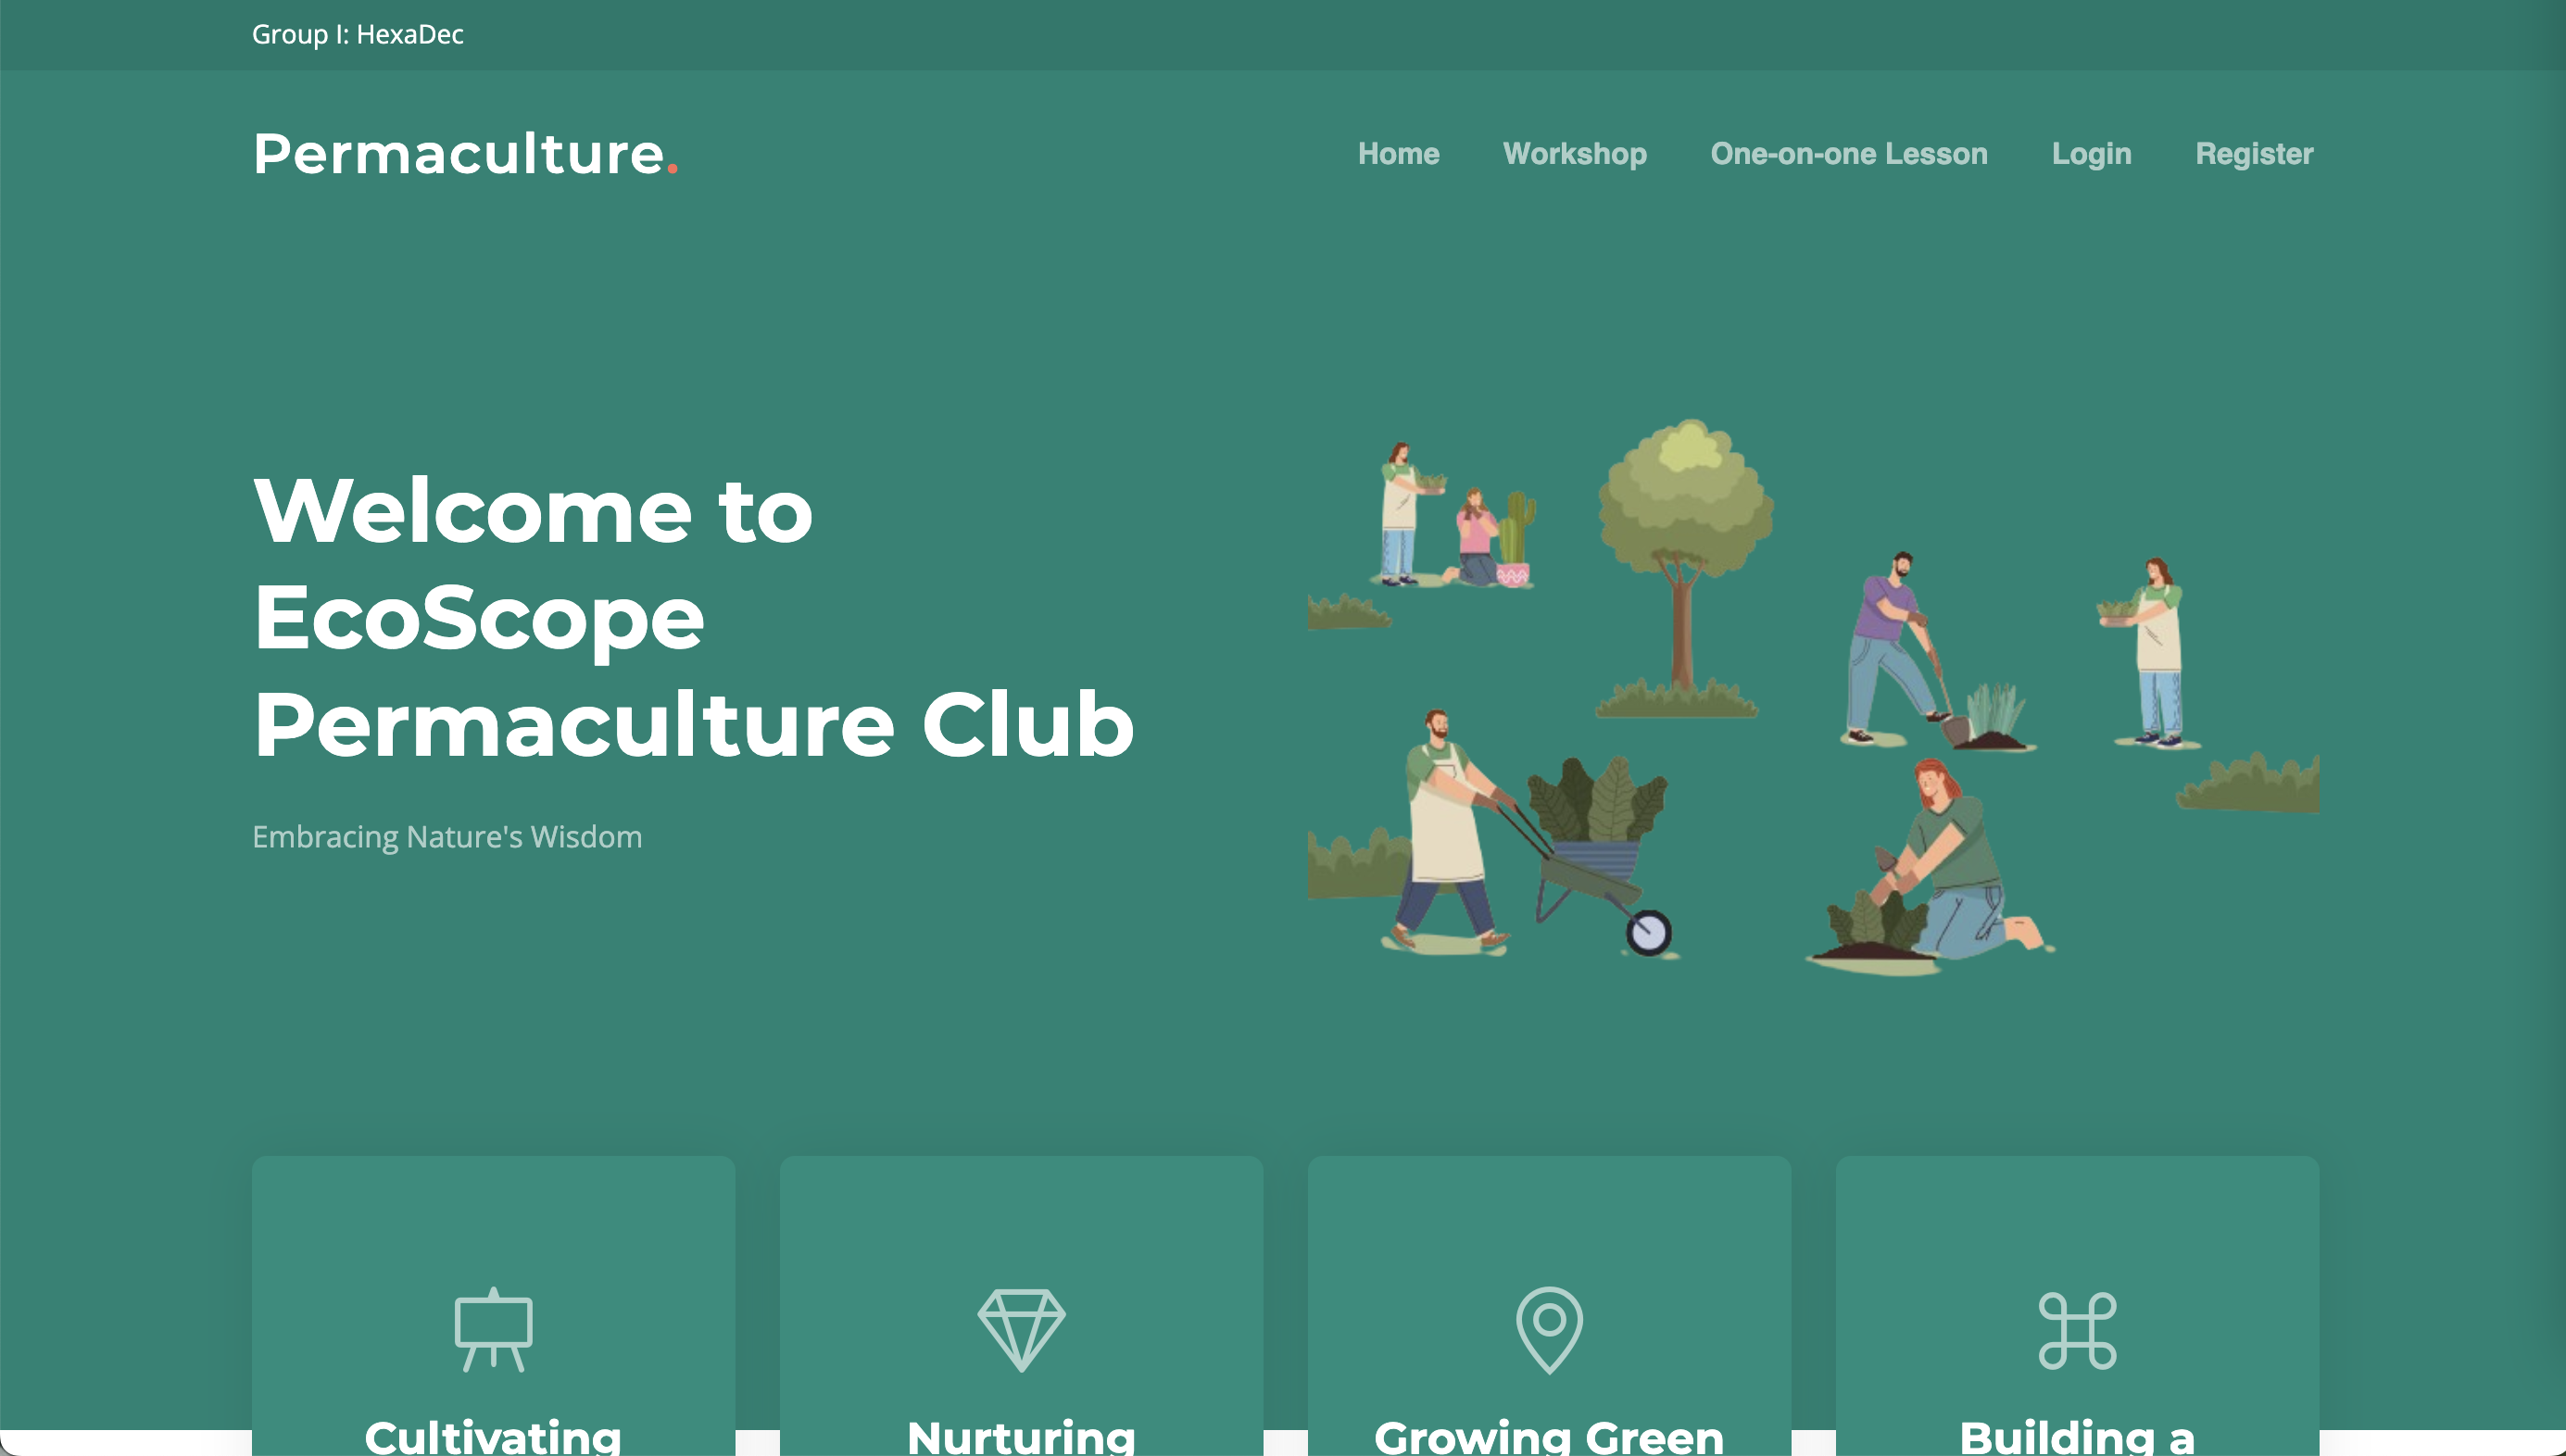 Group I: HexaDec
Permaculture.
Home Workshop One-on-one Lesson Login Register
Welcome to
EcoScope
Permaculture Club
Embracing Nature's Wisdom
Cultivating
Nurturing
Growing Green
Building a